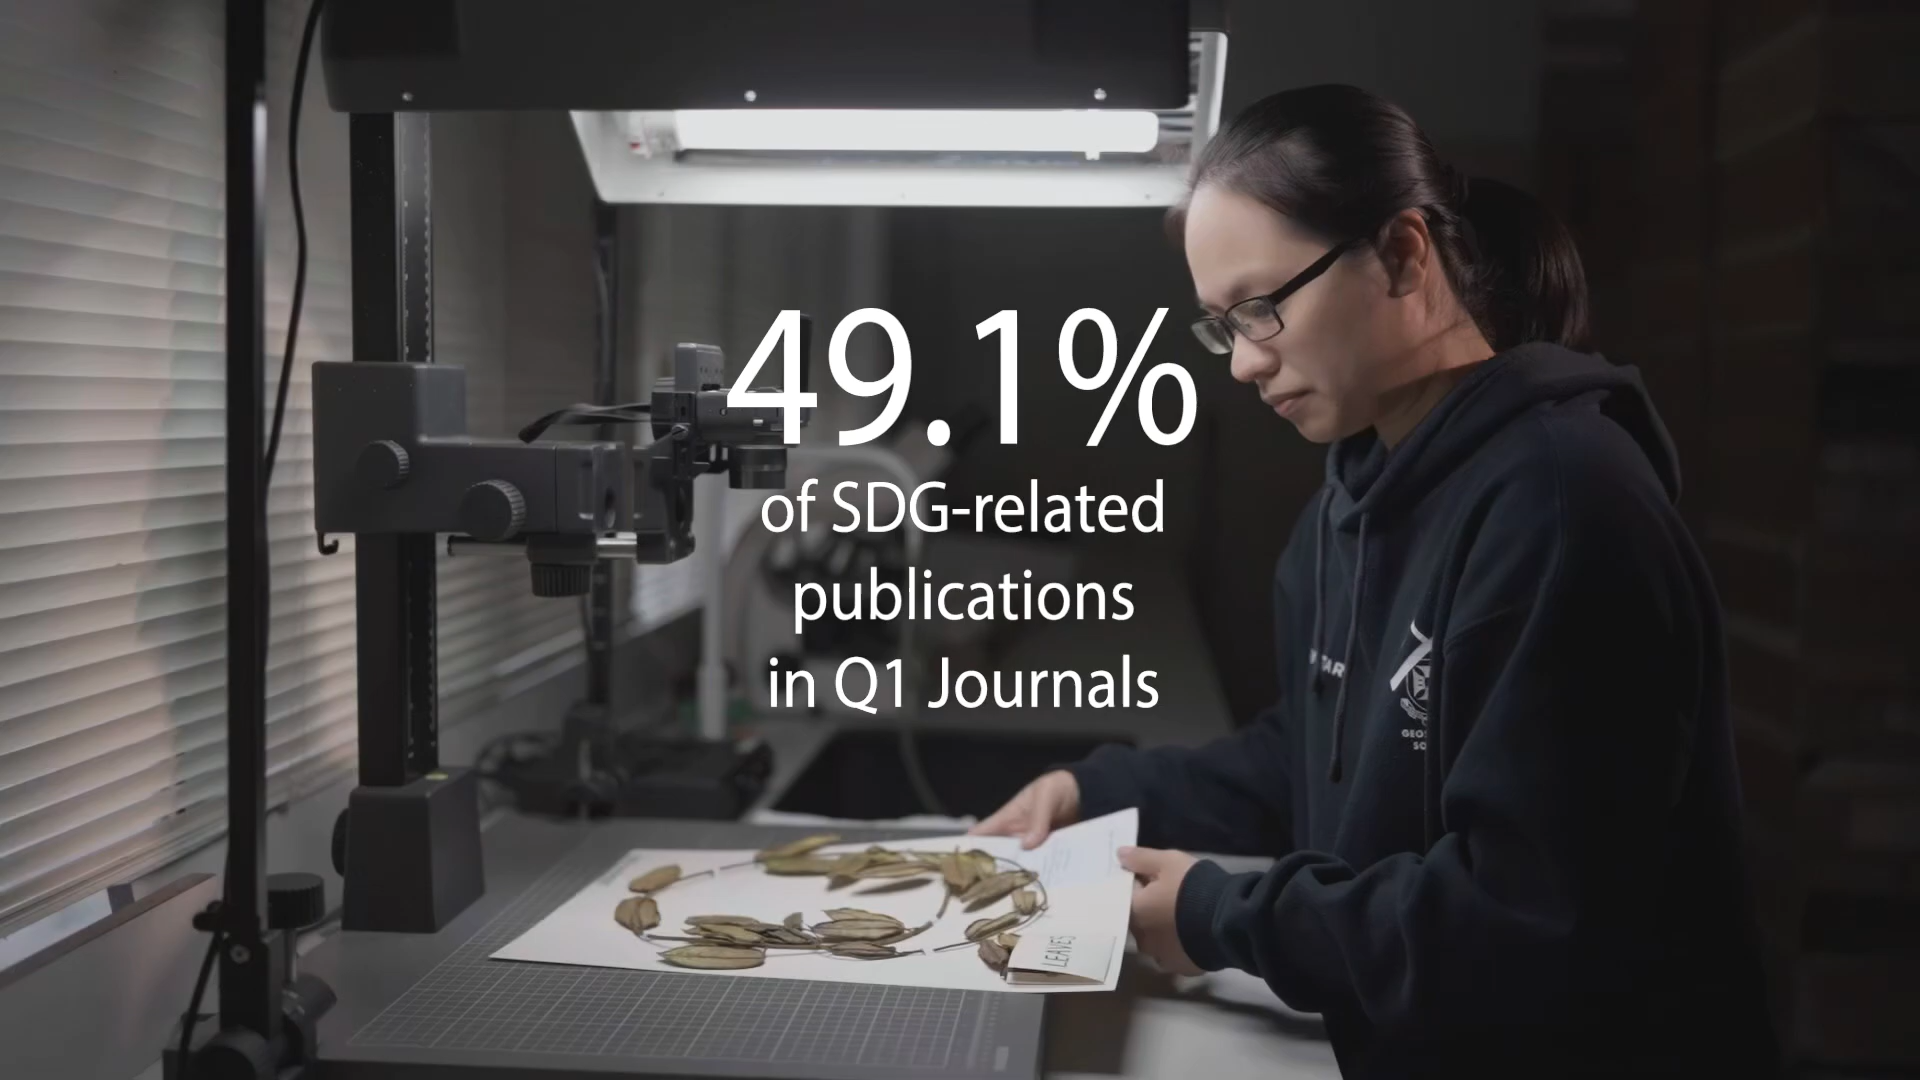 49.1%
of SDG-related
publications
in Q1 Journals
LEAVES